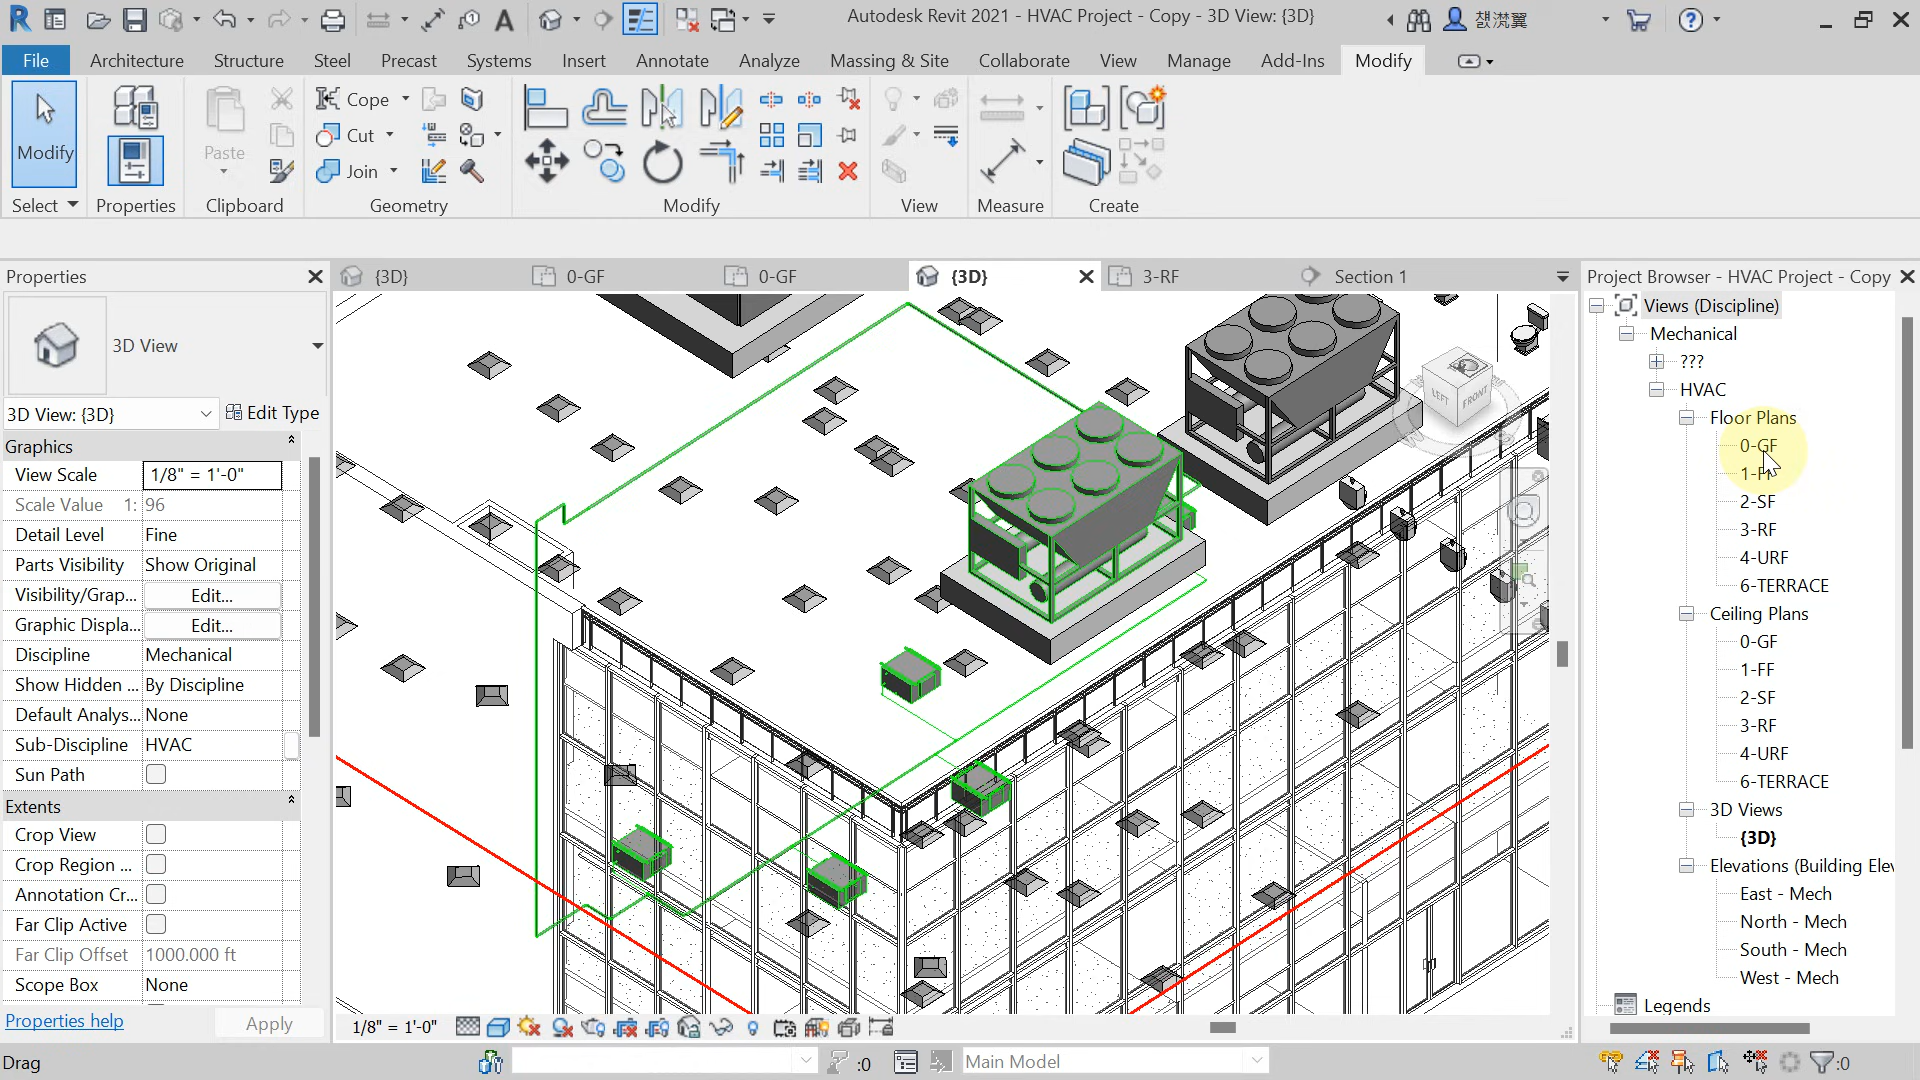 Autodesk Revit 2021 - HVAC Project - Copy - 3D View: {3D}
File
Architecture
Structure
Steel
Precast
Systems
Insert
Annotate
Analyze
Massing & Site
Collaborate
View
Manage
Add-Ins
Modify
Modify
Paste
Cope
Cut
Join
Select
Properties
Clipboard
Geometry
Modify
View
Measure
Create
Properties
{3D}
0-GF
0-GF
{3D}
3-RF
Section 1
3D View
3D View: {3D}
Edit Type
Graphics
View Scale 1/8" = 1'-0"
Scale Value 1: 96
Detail Level Fine
Parts Visibility Show Original
Visibility/Grap... Edit...
Graphic Displa... Edit...
Discipline Mechanical
Show Hidden ... By Discipline
Default Analys... None
Sub-Discipline HVAC
Sun Path
Extents
Crop View
Crop Region ...
Annotation Cr...
Far Clip Active
Far Clip Offset 1000.000 ft
Scope Box None
Properties help
Apply
LEFT
FRONT
1/8" = 1'-0"
Project Browser - HVAC Project - Copy
Views (Discipline)
Mechanical
???
HVAC
Floor Plans
0-GF
2-SF
3-RF
4-URF
6-TERRACE
Ceiling Plans
0-GF
1-FF
2-SF
3-RF
4-URF
6-TERRACE
3D Views
{3D}
Elevations (Building Elev
East - Mech
North - Mech
South - Mech
West - Mech
Legends
Drag
:0
Main Model
:0